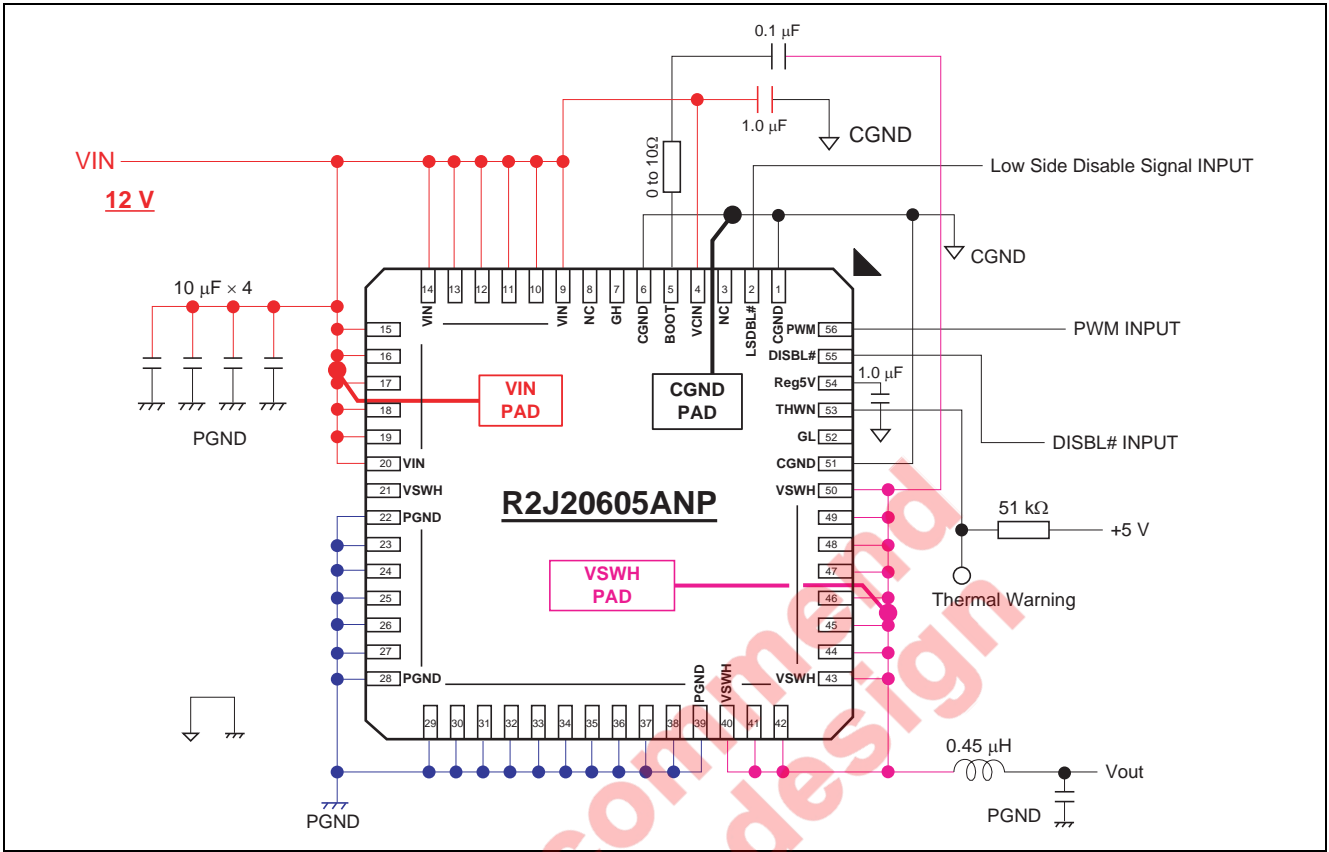 0.1 µF
1.0 µF
CGND
VIN
12 V
0 to 10Ω
Low Side Disable Signal INPUT
CGND
10 µF × 4
PGND
14 13 12 11 10 9 8 7 6 5 4 3 2 1
VIN VIN NC GH CGND BOOT VCIN NC LSDBL# CGND
15
16
17
18
19
20 VIN
21 VSWH
22 PGND
23
24
25
26
27
28 PGND
VIN
PAD
CGND
PAD
R2J20605ANP
VSWH
PAD
PWM 56
DISBL# 55
Reg5V 54
THWN 53
GL 52
CGND 51
VSWH 50
49
48
47
46
45
44
VSWH 43
PWM INPUT
1.0 µF
DISBL# INPUT
51 kΩ
+5 V
Thermal Warning
PGND VSWH
29 30 31 32 33 34 35 36 37 38 39 40 41 42
PGND
0.45 µH
Vout
PGND
commend
design